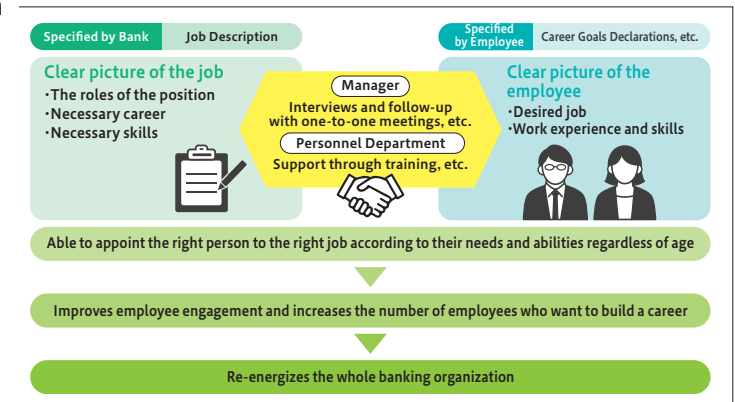 Specified by Bank
Job Description
Specified
by Employee
Career Goals Declarations, etc.
Clear picture of the job
・The roles of the position
・Necessary career
・Necessary skills
Manager
Interviews and follow-up
with one-to-one meetings, etc.
Personnel Department
Support through training, etc.
Clear picture of the
employee
・Desired job
・Work experience and skills
Able to appoint the right person to the right job according to their needs and abilities regardless of age
Improves employee engagement and increases the number of employees who want to build a career
Re-energizes the whole banking organization